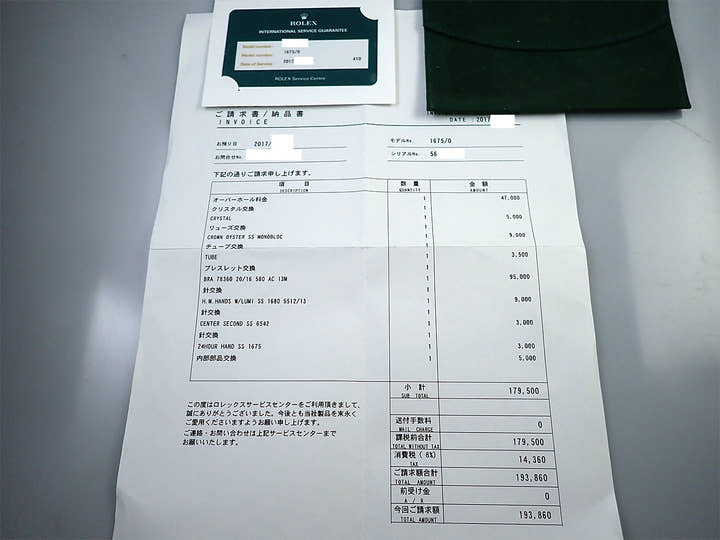 ROLEX
INTERNATIONAL SERVICE GUARANTEE
Serial number:
Model number: 1675/0
Date of Service: 2017 410
ROLEX Service Centre
ご請求書/納品書
INVOICE
DATE : 2017
お預り日 2017/
モデルNo. 1675/0
お問合せNo.
シリアルNo. 56
下記の通りご請求申し上げます。
項 目 数 量 金 額
DESCRIPTION QUANTITY AMOUNT
オーバーホール料金 1 47,000
クリスタル交換 1
CRYSTAL 1 5,000
リューズ交換 1
CROWN OYSTER SS MONOBLOC 1 9,000
チューブ交換 1
TUBE 1 3,500
ブレスレット交換 1
BRA 78360 20/16 580 AC 13M 1 95,000
針交換 1
H.M.HANDS W/LUMI SS 1680 5512/13 1 9,000
針交換 1
CENTER SECOND SS 6542 1 3,000
針交換 1
24HOUR HAND SS 1675 1 3,000
内部部品交換 1 5,000
小 計 179,500
SUB TOTAL
この度はロレックスサービスセンターをご利用頂きまして、
誠にありがとうございました。今後とも当社製品を末永く
ご愛用くださいますようお願い申し上げます。
ご連絡・お問い合わせは上記サービスセンターまで
お願いいたします。
送付手数料 0
MAIL CHARGE
課税前合計 179,500
TOTAL WITHOUT TAX
消費税( 8%) 14,360
TAX
ご請求額合計 193,860
TOTAL AMOUNT
前受け金 0
A / R
今回ご請求額 193,860
TOTAL AMOUNT